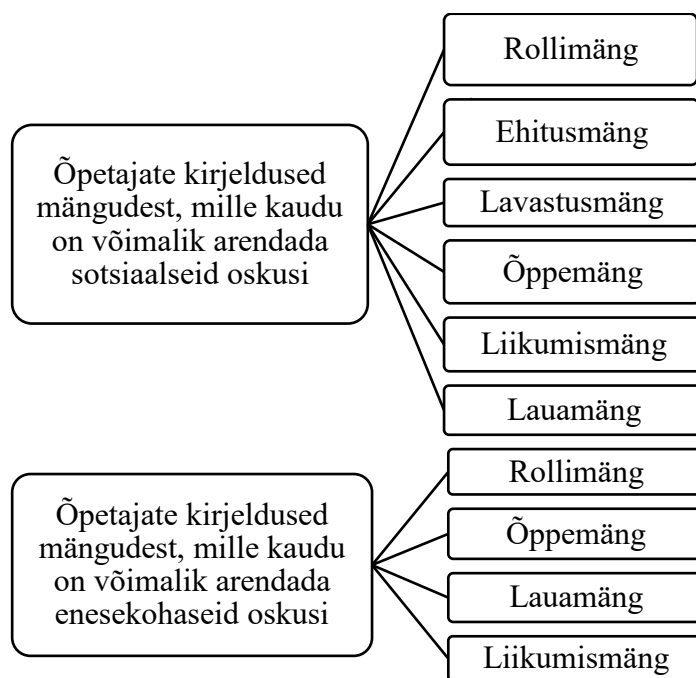 Õpetajate kirjeldused
mängudest, mille kaudu
on võimalik arendada
sotsiaalseid oskusi
Rollimäng
Ehitusmäng
Lavastusmäng
Õppemäng
Liikumismäng
Lauamäng
Õpetajate kirjeldused
mängudest, mille kaudu
on võimalik arendada
enesekohaseid oskusi
Rollimäng
Õppemäng
Lauamäng
Liikumismäng